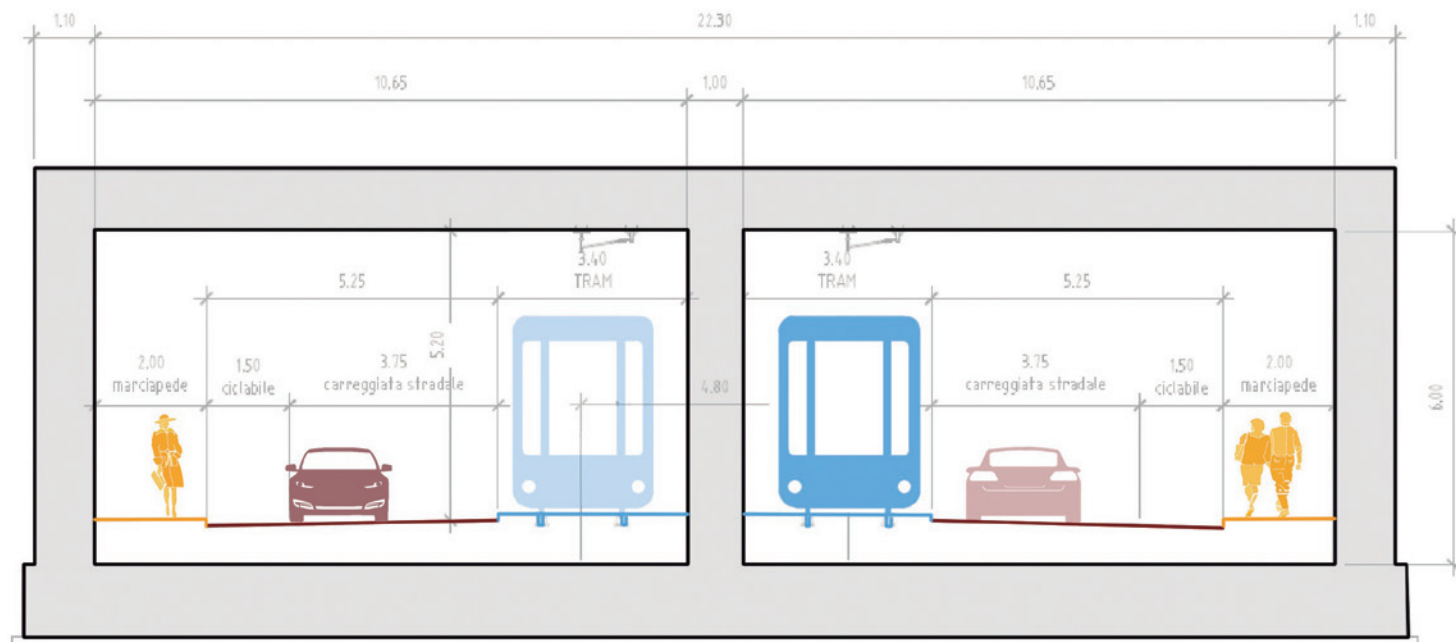 1.10
22.30
1.10
10.65
1.00
10.65
3.40
TRAM
3.40
TRAM
5.25
5.25
5.20
2.00
marciapede
1.50
ciclabile
3.75
carreggiata stradale
4.80
3.75
carreggiata stradale
1.50
ciclabile
2.00
marciapede
6.00